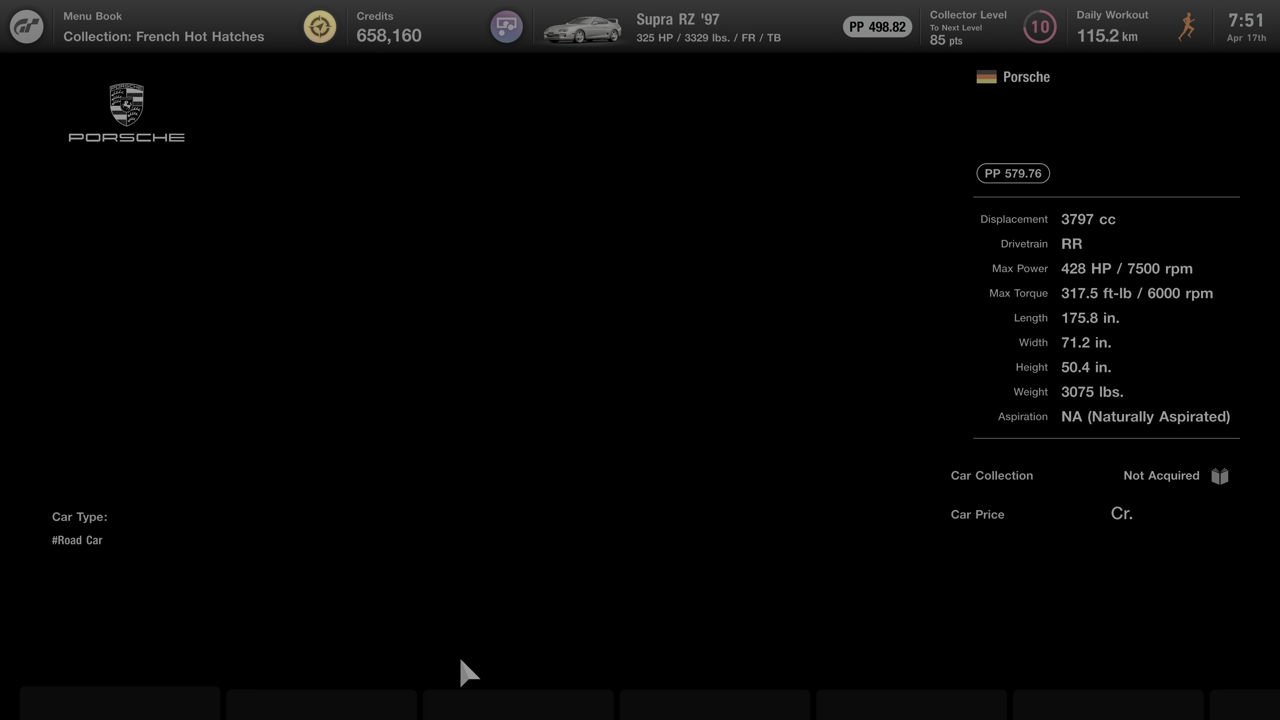 Menu Book
Collection: French Hot Hatches
Credits
658,160
Supra RZ '97
325 HP / 3329 lbs. / FR / TB
PP 498.82
Collector Level
To Next Level
85 pts
10
Daily Workout
115.2 km
7:51
Apr 17th
PORSCHE
Porsche
PP 579.76
Displacement 3797 cc
Drivetrain RR
Max Power 428 HP / 7500 rpm
Max Torque 317.5 ft-lb / 6000 rpm
Length 175.8 in.
Width 71.2 in.
Height 50.4 in.
Weight 3075 lbs.
Aspiration NA (Naturally Aspirated)
Car Collection Not Acquired
Car Price Cr.
Car Type:
#Road Car